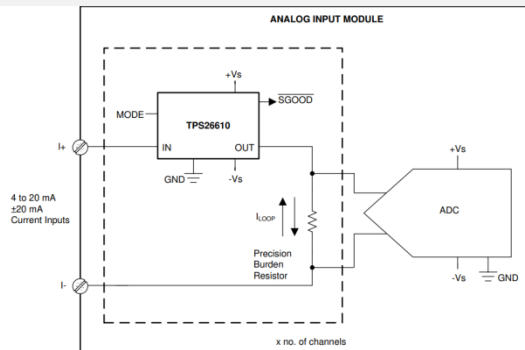 ANALOG INPUT MODULE
+Vs
SGOOD
MODE
TPS26610
I+
IN
OUT
GND
-Vs
+Vs
4 to 20 mA
±20 mA
Current Inputs
ILOOP
ADC
Precision
Burden
Resistor
-Vs
GND
I-
x no. of channels